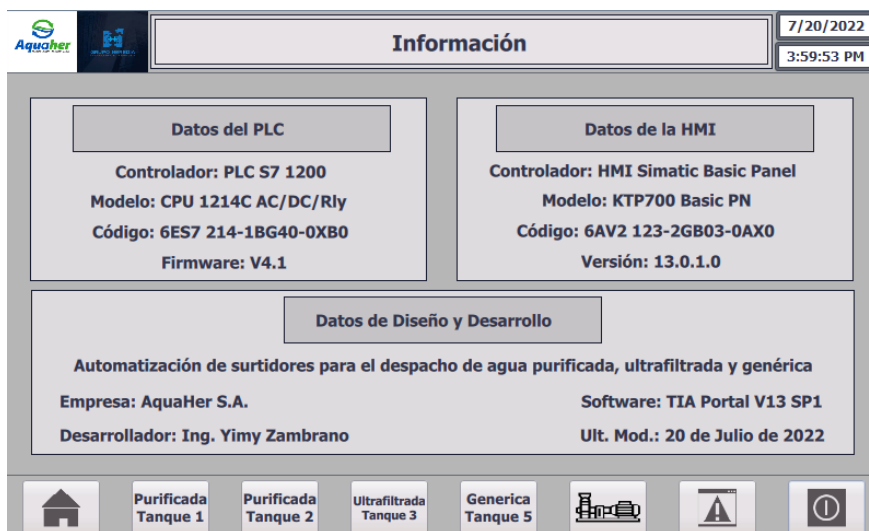 Aquaher
Información
7/20/2022
3:59:53 PM
Datos del PLC
Controlador: PLC S7 1200
Modelo: CPU 1214C AC/DC/Rly
Código: 6ES7 214-1BG40-0XB0
Firmware: V4.1
Datos de la HMI
Controlador: HMI Simatic Basic Panel
Modelo: KTP700 Basic PN
Código: 6AV2 123-2GB03-0AX0
Versión: 13.0.1.0
Datos de Diseño y Desarrollo
Automatización de surtidores para el despacho de agua purificada, ultrafiltrada y genérica
Empresa: AquaHer S.A.
Software: TIA Portal V13 SP1
Desarrollador: Ing. Yimy Zambrano
Ult. Mod.: 20 de Julio de 2022
Purificada
Tanque 1
Purificada
Tanque 2
Ultrafiltrada
Tanque 3
Generica
Tanque 5